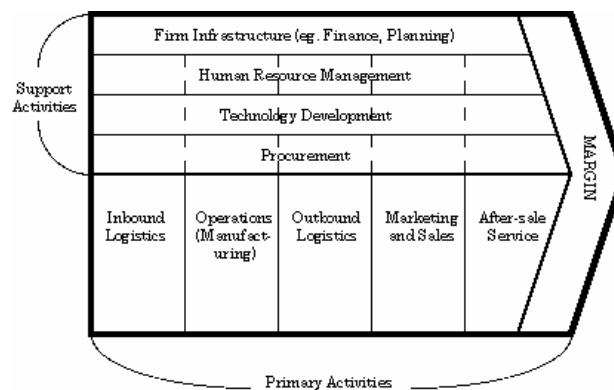 Firm Infrastructure (eg. Finance, Planning)
Human Resource Management
Support
Activities
Technology Development
Procurement
MARGIN
Inbound
Logistics
Operations
(Manufact-
uring)
Outbound
Logistics
Marketing
and Sales
After-sale
Service
Primary Activities